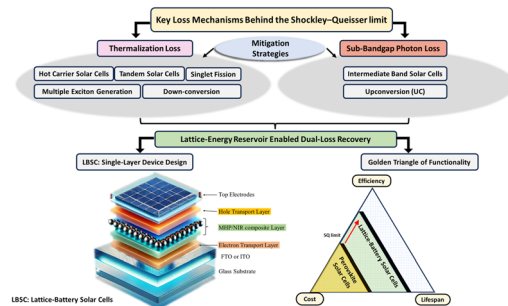 Key Loss Mechanisms Behind the Shockley–Queisser limit
Thermalization Loss
Mitigation
Strategies
Sub-Bandgap Photon Loss
Hot Carrier Solar Cells
Tandem Solar Cells
Singlet Fission
Multiple Exciton Generation
Down-conversion
Intermediate Band Solar Cells
Upconversion (UC)
Lattice-Energy Reservoir Enabled Dual-Loss Recovery
LBSC: Single-Layer Device Design
Golden Triangle of Functionality
Top Electrodes
Hole Transport Layer
MHP/NIR composite Layer
Electron Transport Layer
FTO or ITO
Glass Substrate
LBSC: Lattice-Battery Solar Cells
Efficiency
SQ limit
Perovskite
Solar Cells
Lattice-Battery Solar Cells
Cost
Lifespan